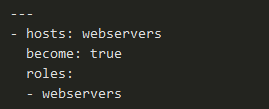 ---
- hosts: webservers
  become: true
  roles:
  - webservers